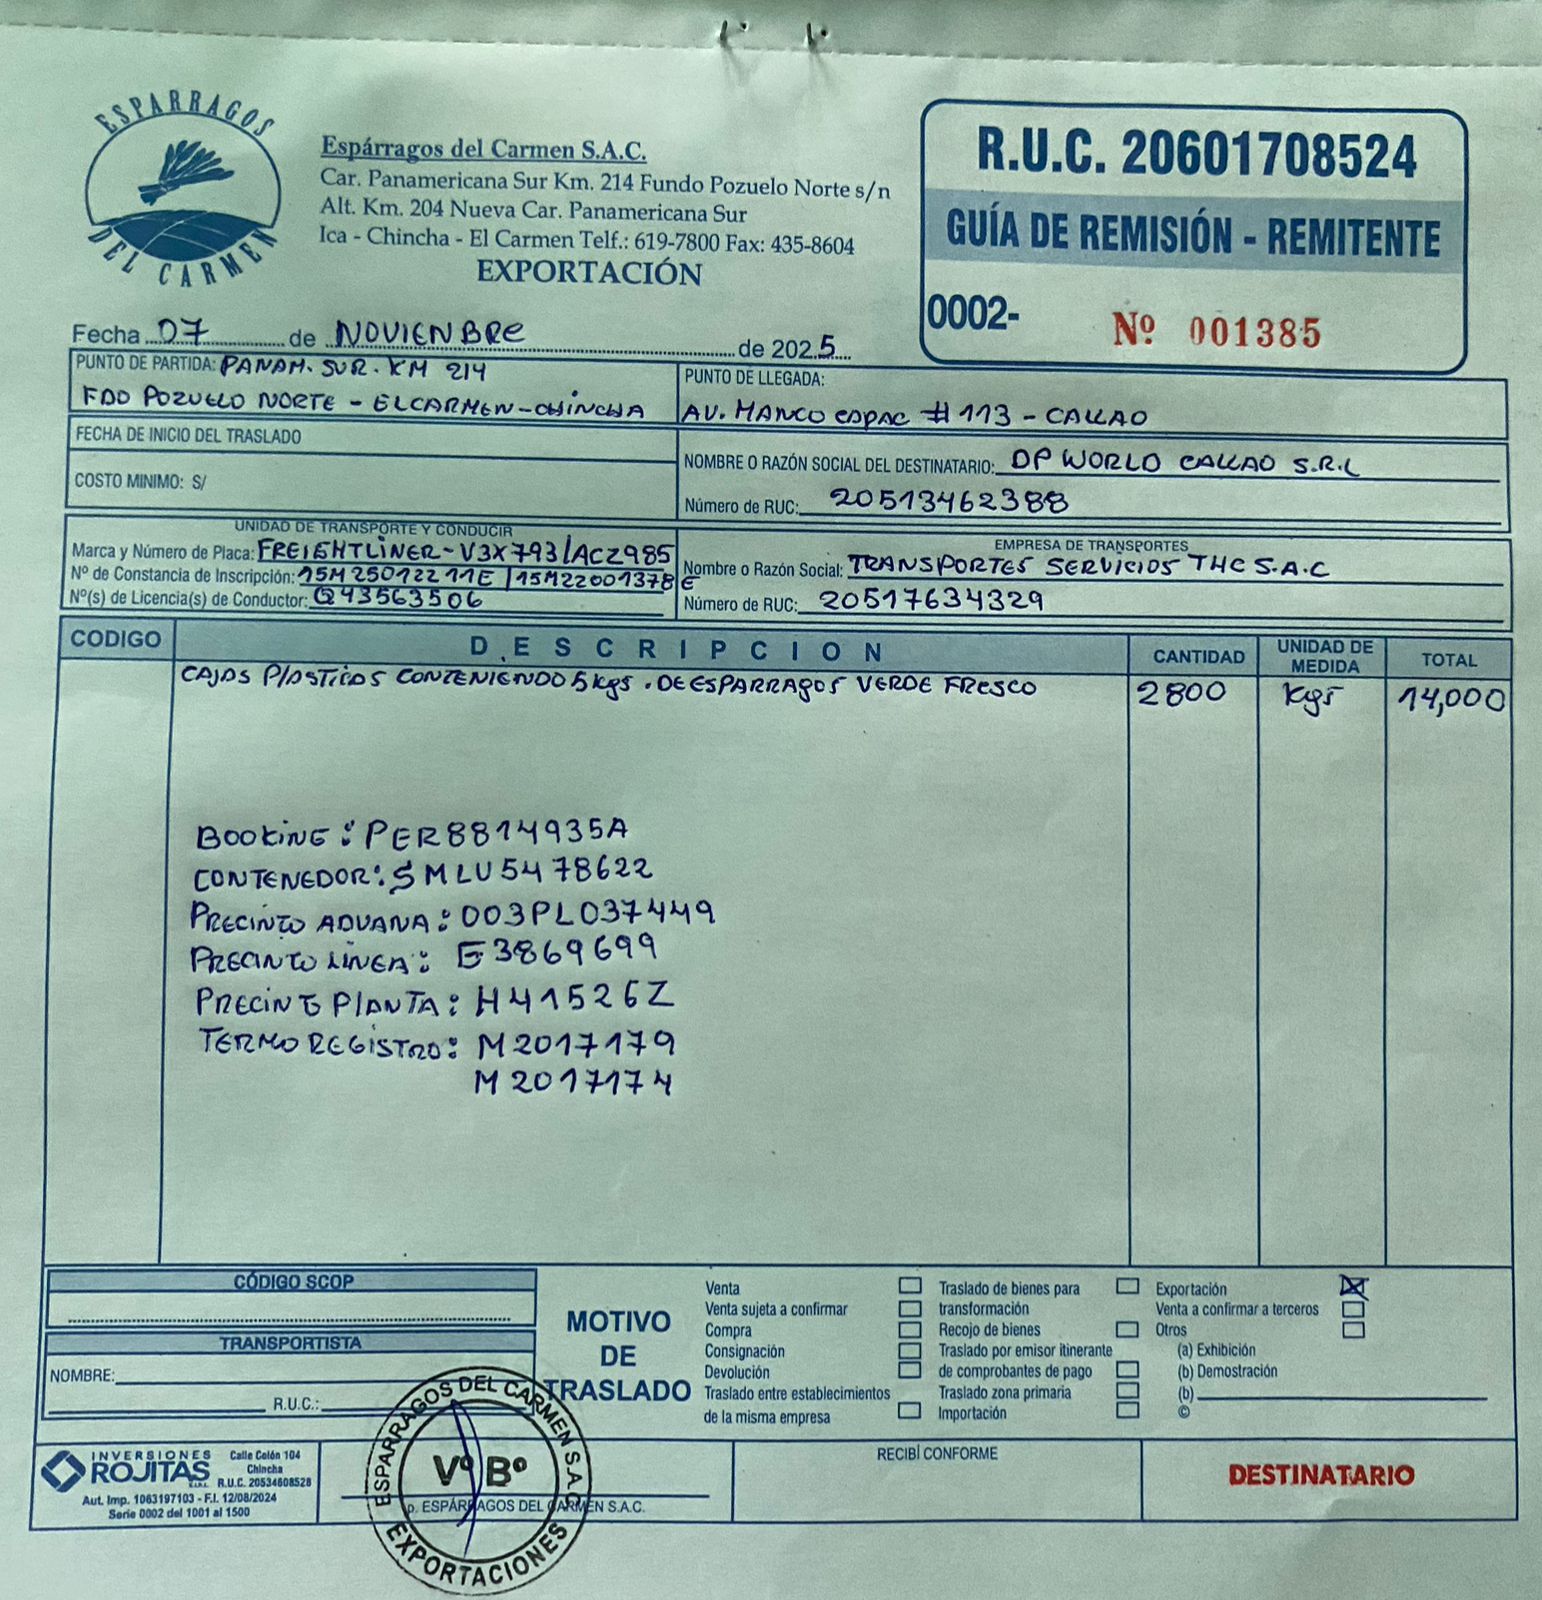 ESPARRAGOS
DEL CARMEN
Espárragos del Carmen S.A.C.
Car. Panamericana Sur Km. 214 Fundo Pozuelo Norte s/n
Alt. Km. 204 Nueva Car. Panamericana Sur
Ica - Chincha - El Carmen Telf.: 619-7800 Fax: 435-8604
EXPORTACIÓN
R.U.C. 20601708524
GUÍA DE REMISIÓN - REMITENTE
0002- Nº 001385
Fecha 07 de NOVIENBRE de 2025
PUNTO DE PARTIDA: PANAM. SUR. KM 214
FDO POZUELO NORTE - ELCARMEN-CHINCHA
PUNTO DE LLEGADA:
AV. MANCO CAPAC # 113 - CALLAO
FECHA DE INICIO DEL TRASLADO
COSTO MINIMO: S/
NOMBRE O RAZÓN SOCIAL DEL DESTINATARIO: DP WORLD CALLAO S.R.L
Número de RUC: 20513462388
UNIDAD DE TRANSPORTE Y CONDUCIR
Marca y Número de Placa: FREIGHTLINER-V3X793/ACZ985
Nº de Constancia de Inscripción: 15M25012211E /15M22001378E
Nº(s) de Licencia(s) de Conductor: Q43563506
EMPRESA DE TRANSPORTES
Nombre o Razón Social: TRANSPORTES SERVICIOS THC S.A.C
Número de RUC: 20517634329
CODIGO DESCRIPCION CANTIDAD UNIDAD DE MEDIDA TOTAL
CAJAS PLASTICAS CONTENIENDO 5 kgs. DE ESPARRAGOS VERDE FRESCO 2800 Kgs 14,000
BOOKING: PER8814935A
CONTENEDOR: SMLU5478622
PRECINTO ADUANA: 003PL037449
PRECINTO LINEA: E3869699
PRECINTO PLANTA: H41526Z
TERMO REGISTRO: M2017179
M2017174
CÓDIGO SCOP
TRANSPORTISTA
NOMBRE:
R.U.C.:
MOTIVO
DE
TRASLADO
Venta
Venta sujeta a confirmar
Compra
Consignación
Devolución
Traslado entre establecimientos
de la misma empresa
Traslado de bienes para
transformación
Recojo de bienes
Traslado por emisor itinerante
de comprobantes de pago
Traslado zona primaria
Importación
Exportación
Venta a confirmar a terceros
Otros
(a) Exhibición
(b) Demostración
(b)
©
INVERSIONES
ROJITAS
E.I.R.L.
Calle Colón 104
Chincha
R.U.C. 20534608528
Aut. Imp. 1063197103 - F.I. 12/08/2024
Serie 0002 del 1001 al 1500
ESPARRAGOS DEL CARMEN S.A.C.
Vº Bº
EXPORTACIONES
p. ESPÁRRAGOS DEL CARMEN S.A.C.
RECIBÍ CONFORME
DESTINATARIO